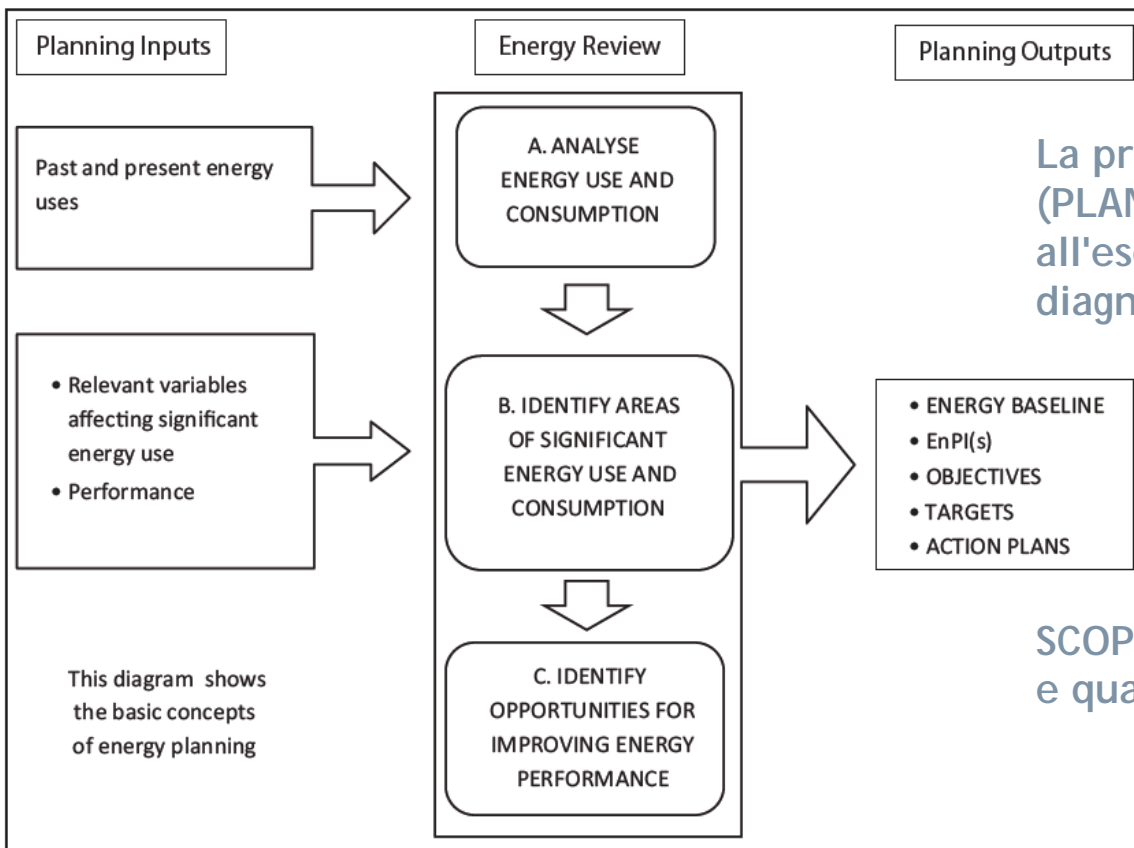 Planning Inputs
Energy Review
Planning Outputs
Past and present energy
uses
A. ANALYSE
ENERGY USE AND
CONSUMPTION
La
(PLAN
• Relevant variables
affecting significant
energy use
• Performance
B. IDENTIFY AREAS
OF SIGNIFICANT
ENERGY USE AND
CONSUMPTION
• ENERGY BASELINE
• EnPI(s)
• OBJECTIVES
• TARGETS
• ACTION PLANS
This diagram shows
the basic concepts
of energy planning
C. IDENTIFY
OPPORTUNITIES FOR
IMPROVING ENERGY
PERFORMANCE
e